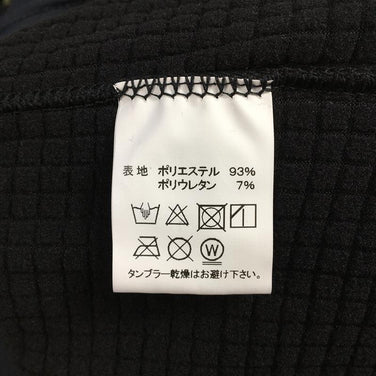 表地 ポリエステル 93%
ポリウレタン 7%
W
タンブラー乾燥はお避け下さい。